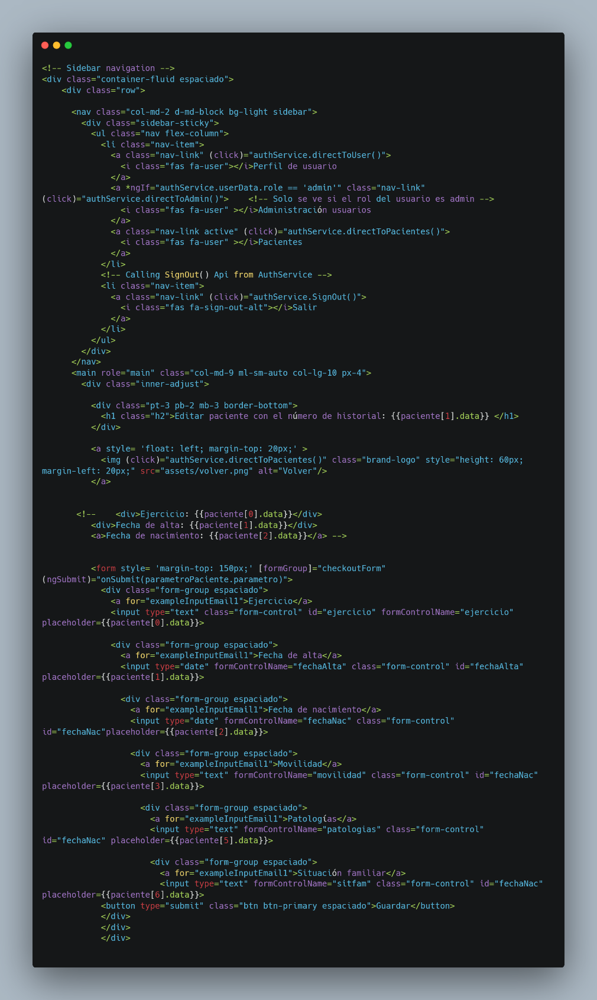 <!-- Sidebar navigation -->
<div class="container-fluid espaciado">
    <div class="row">

      <nav class="col-md-2 d-md-block bg-light sidebar">
        <div class="sidebar-sticky">
          <ul class="nav flex-column">
            <li class="nav-item">
              <a class="nav-link" (click)="authService.directToUser()">
                <i class="fas fa-user"></i>Perfil de usuario
              </a>
              <a *ngIf="authService.userData.role == 'admin'" class="nav-link"
(click)="authService.directToAdmin()">    <!-- Solo se ve si el rol del usuario es admin -->
                <i class="fas fa-user" ></i>Administración usuarios
              </a>
              <a class="nav-link active" (click)="authService.directToPacientes()">
                <i class="fas fa-user" ></i>Pacientes
              </a>
            </li>
            <!-- Calling SignOut() Api from AuthService -->
            <li class="nav-item">
              <a class="nav-link" (click)="authService.SignOut()">
                <i class="fas fa-sign-out-alt"></i>Salir
              </a>
            </li>
          </ul>
        </div>
      </nav>
      <main role="main" class="col-md-9 ml-sm-auto col-lg-10 px-4">
        <div class="inner-adjust">

          <div class="pt-3 pb-2 mb-3 border-bottom">
            <h1 class="h2">Editar paciente con el número de historial: {{paciente[1].data}} </h1>
          </div>

          <a style= 'float: left; margin-top: 20px;' >
            <img (click)="authService.directToPacientes()" class="brand-logo" style="height: 60px;
margin-left: 20px;" src="assets/volver.png" alt="Volver"/>
          </a>


       <!--    <div>Ejercicio: {{paciente[0].data}}</div>
          <div>Fecha de alta: {{paciente[1].data}}</div>
          <a>Fecha de nacimiento: {{paciente[2].data}}</a> -->


          <form style= 'margin-top: 150px;' [formGroup]="checkoutForm"
(ngSubmit)="onSubmit(parametroPaciente.parametro)">
            <div class="form-group espaciado">
              <a for="exampleInputEmail1">Ejercicio</a>
              <input type="text" class="form-control" id="ejercicio" formControlName="ejercicio"
placeholder={{paciente[0].data}}>

              <div class="form-group espaciado">
                <a for="exampleInputEmail1">Fecha de alta</a>
                <input type="date" formControlName="fechaAlta" class="form-control" id="fechaAlta"
placeholder={{paciente[1].data}}>

                <div class="form-group espaciado">
                  <a for="exampleInputEmail1">Fecha de nacimiento</a>
                  <input type="date" formControlName="fechaNac" class="form-control"
id="fechaNac"placeholder={{paciente[2].data}}>

                  <div class="form-group espaciado">
                    <a for="exampleInputEmail1">Movilidad</a>
                    <input type="text" formControlName="movilidad" class="form-control" id="fechaNac"
placeholder={{paciente[3].data}}>

                    <div class="form-group espaciado">
                      <a for="exampleInputEmail1">Patologías</a>
                      <input type="text" formControlName="patologias" class="form-control"
id="fechaNac" placeholder={{paciente[5].data}}>

                      <div class="form-group espaciado">
                        <a for="exampleInputEmail1">Situación familiar</a>
                        <input type="text" formControlName="sitfam" class="form-control" id="fechaNac"
placeholder={{paciente[6].data}}>
            <button type="submit" class="btn btn-primary espaciado">Guardar</button>
            </div>
            </div>
            </div>